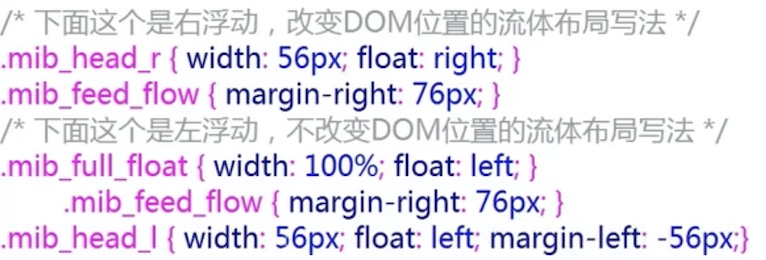 /* 下面这个是右浮动，改变DOM位置的流体布局写法 */
.mib_head_r { width: 56px; float: right; }
.mib_feed_flow { margin-right: 76px; }
/* 下面这个是左浮动，不改变DOM位置的流体布局写法 */
.mib_full_float { width: 100%; float: left; }
.mib_feed_flow { margin-right: 76px; }
.mib_head_l { width: 56px; float: left; margin-left: -56px;}